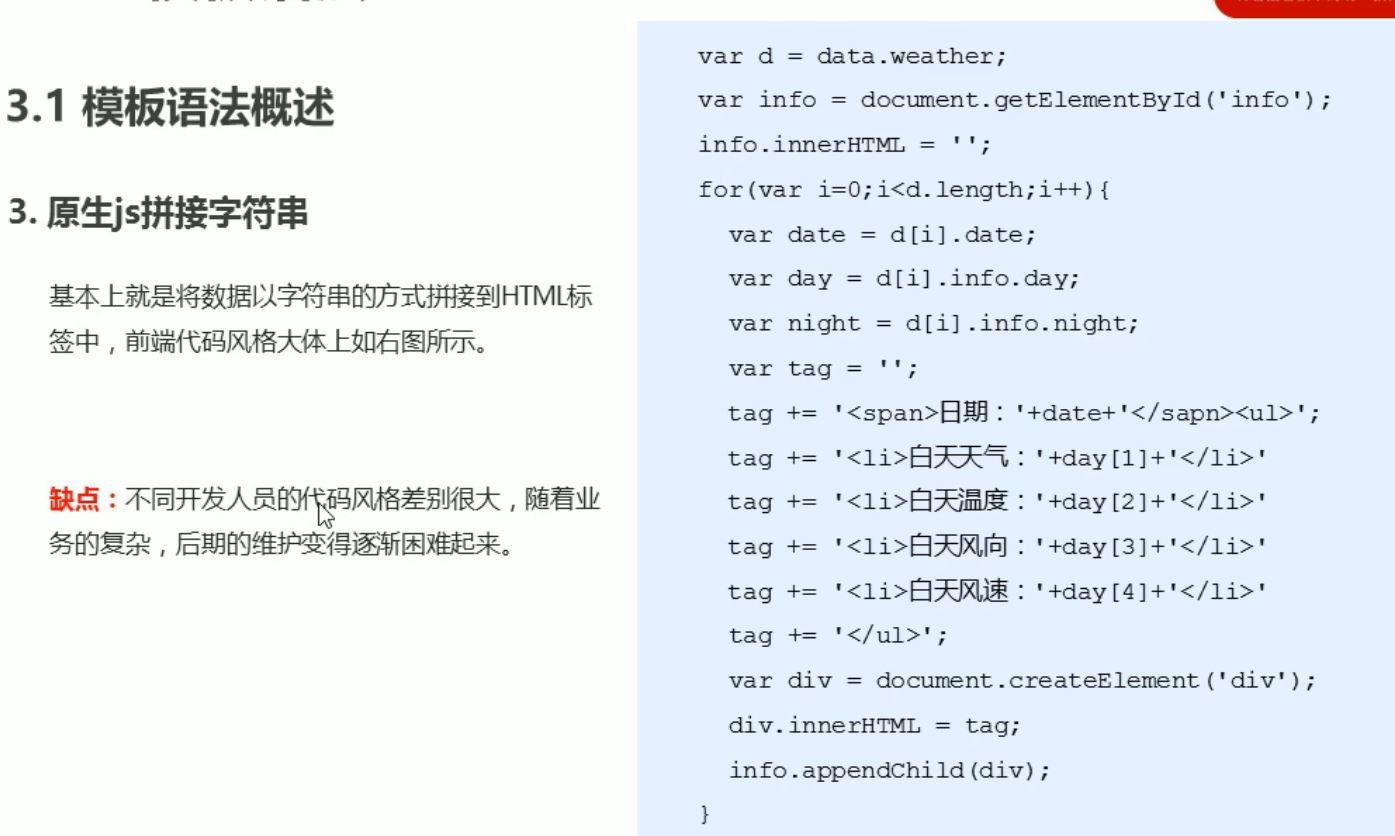 3.1 模板语法概述
3. 原生js拼接字符串
基本上就是将数据以字符串的方式拼接到HTML标
签中，前端代码风格大体上如右图所示。
缺点：不同开发人员的代码风格差别很大，随着业
务的复杂，后期的维护变得逐渐困难起来。
var d = data.weather;
var info = document.getElementById('info');
info.innerHTML = '';
for(var i=0;i<d.length;i++){
var date = d[i].date;
var day = d[i].info.day;
var night = d[i].info.night;
var tag = '';
tag += '<span>日期：'+date+'</sapn><ul>';
tag += '<li>白天天气：'+day[1]+'</li>'
tag += '<li>白天温度：'+day[2]+'</li>'
tag += '<li>白天风向：'+day[3]+'</li>'
tag += '<li>白天风速：'+day[4]+'</li>'
tag += '</ul>';
var div = document.createElement('div');
div.innerHTML = tag;
info.appendChild(div);
}